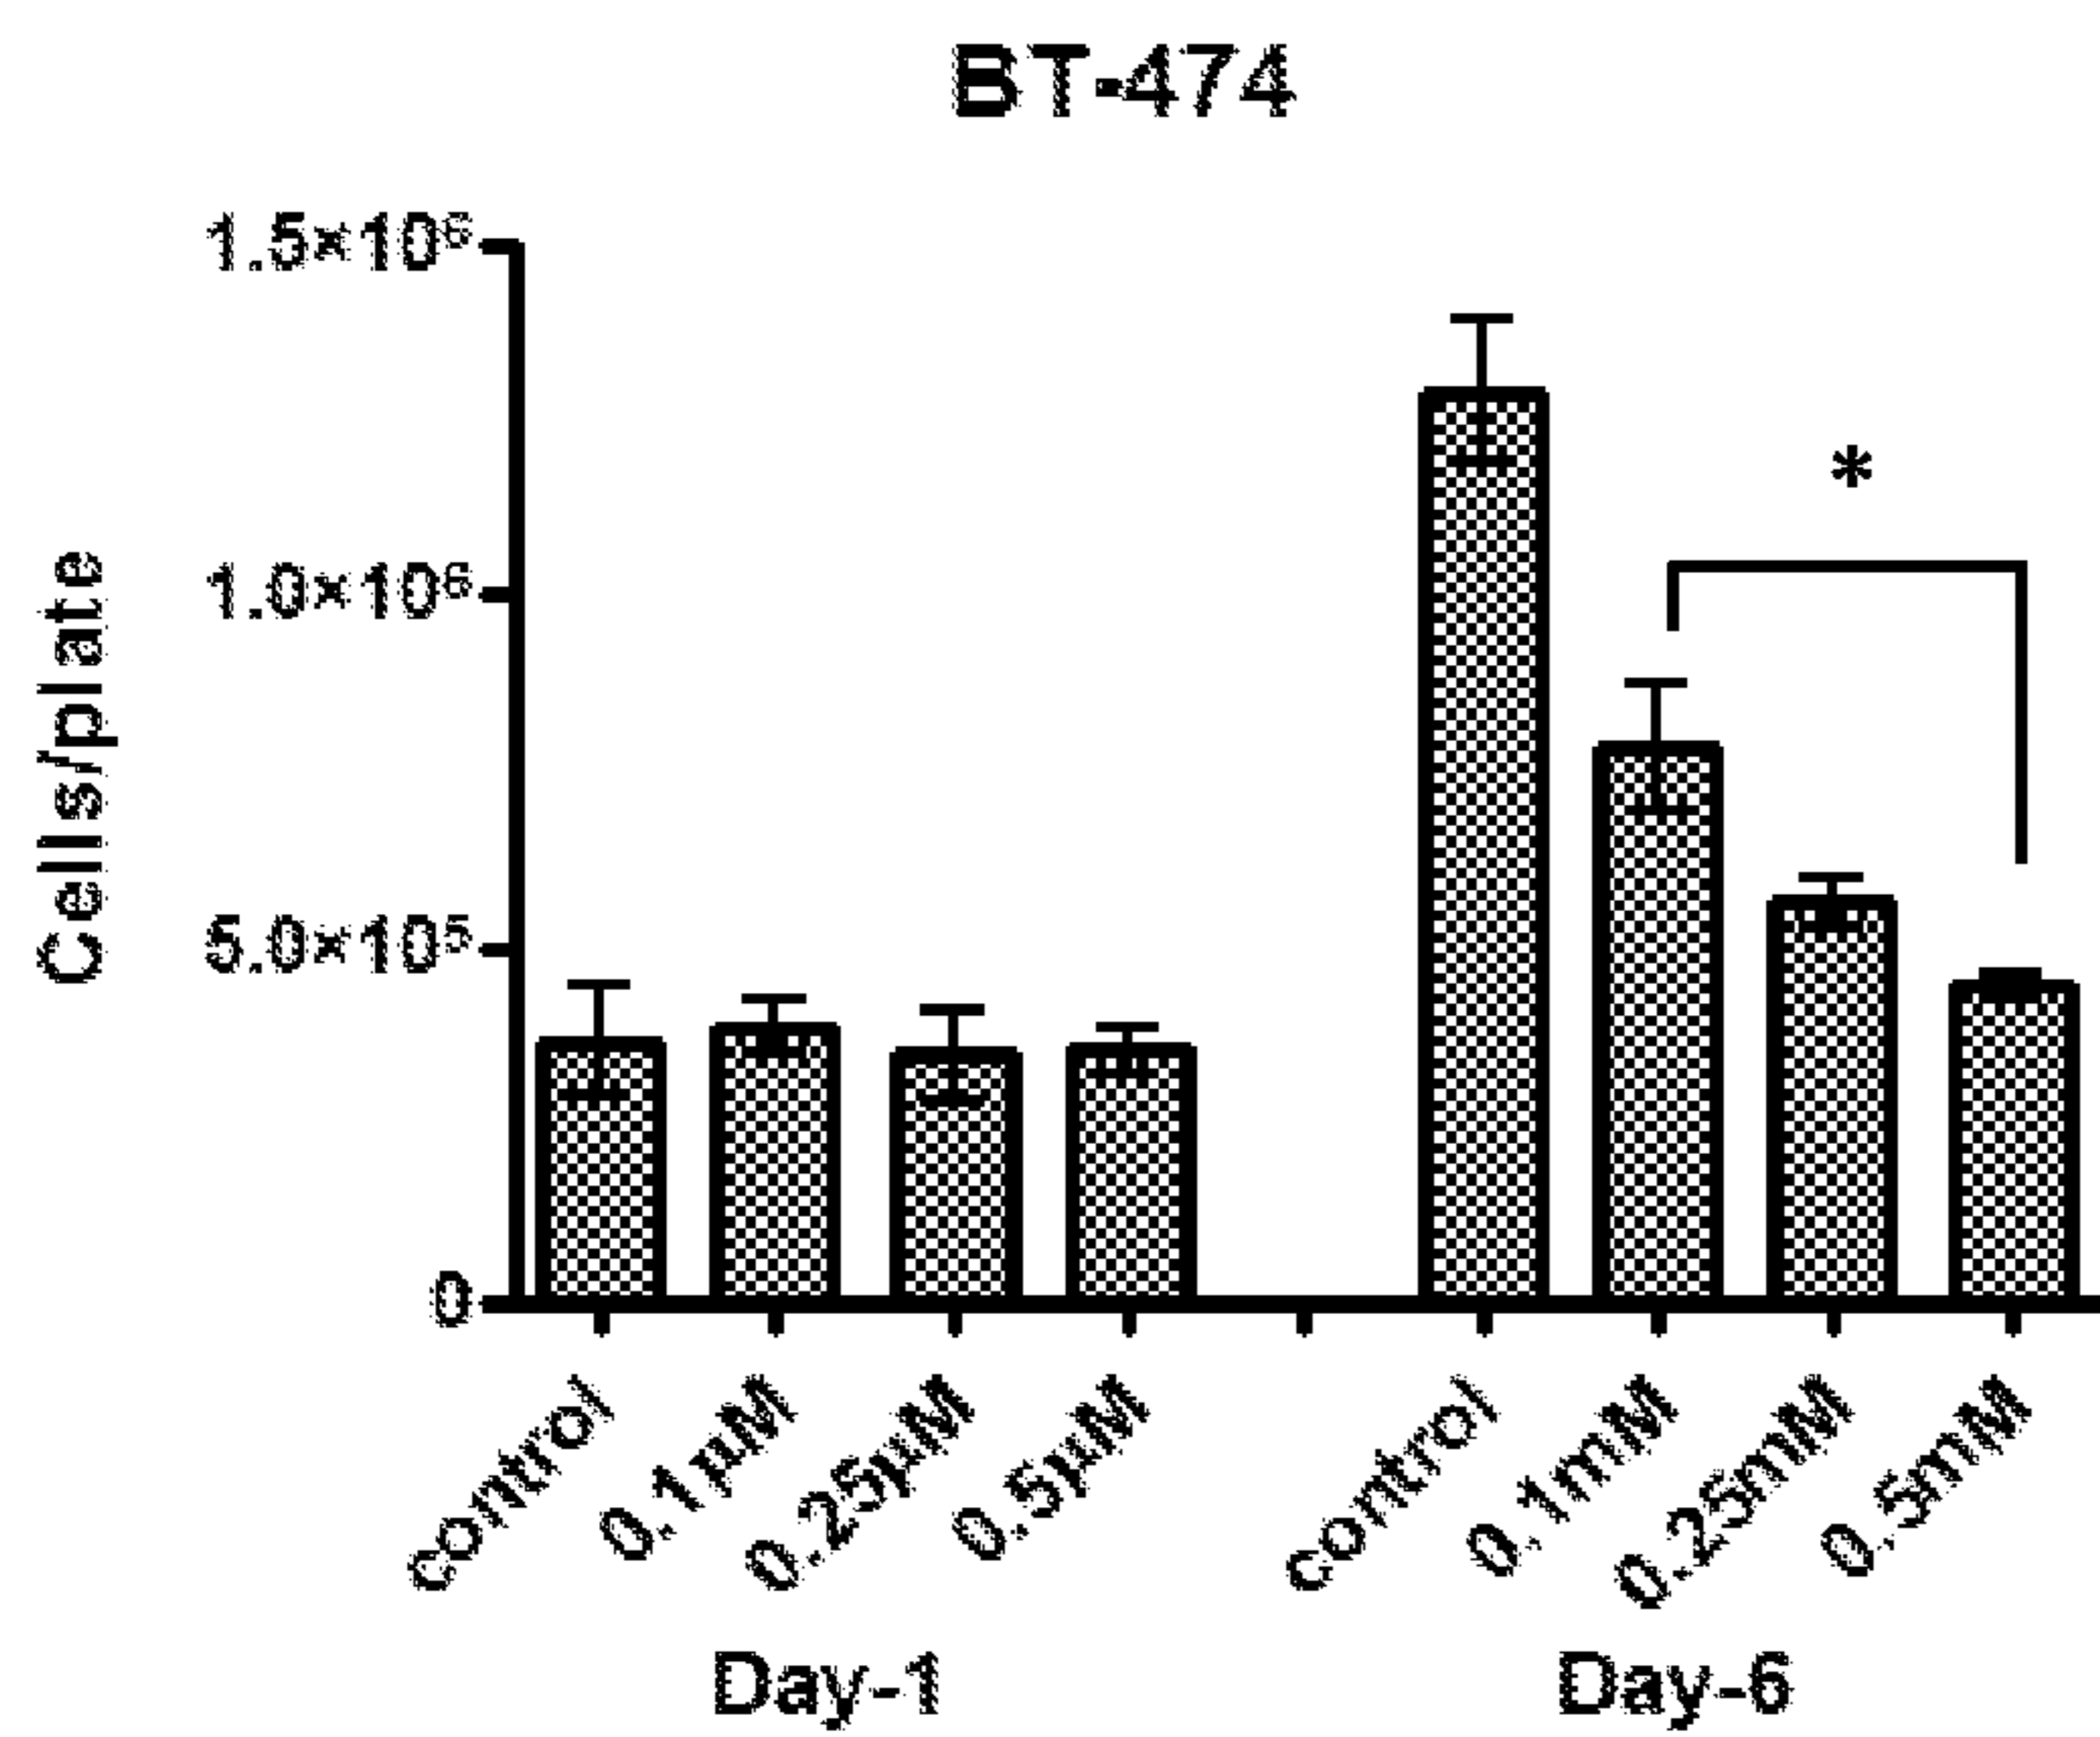 BT-474
Cells/plate
1.5×10⁶
1.0×10⁶
5.0×10⁵
0
*
control 0.1µM 0.25µM 0.5µM control 0.1mM 0.25mM 0.5mM
Day-1 Day-6